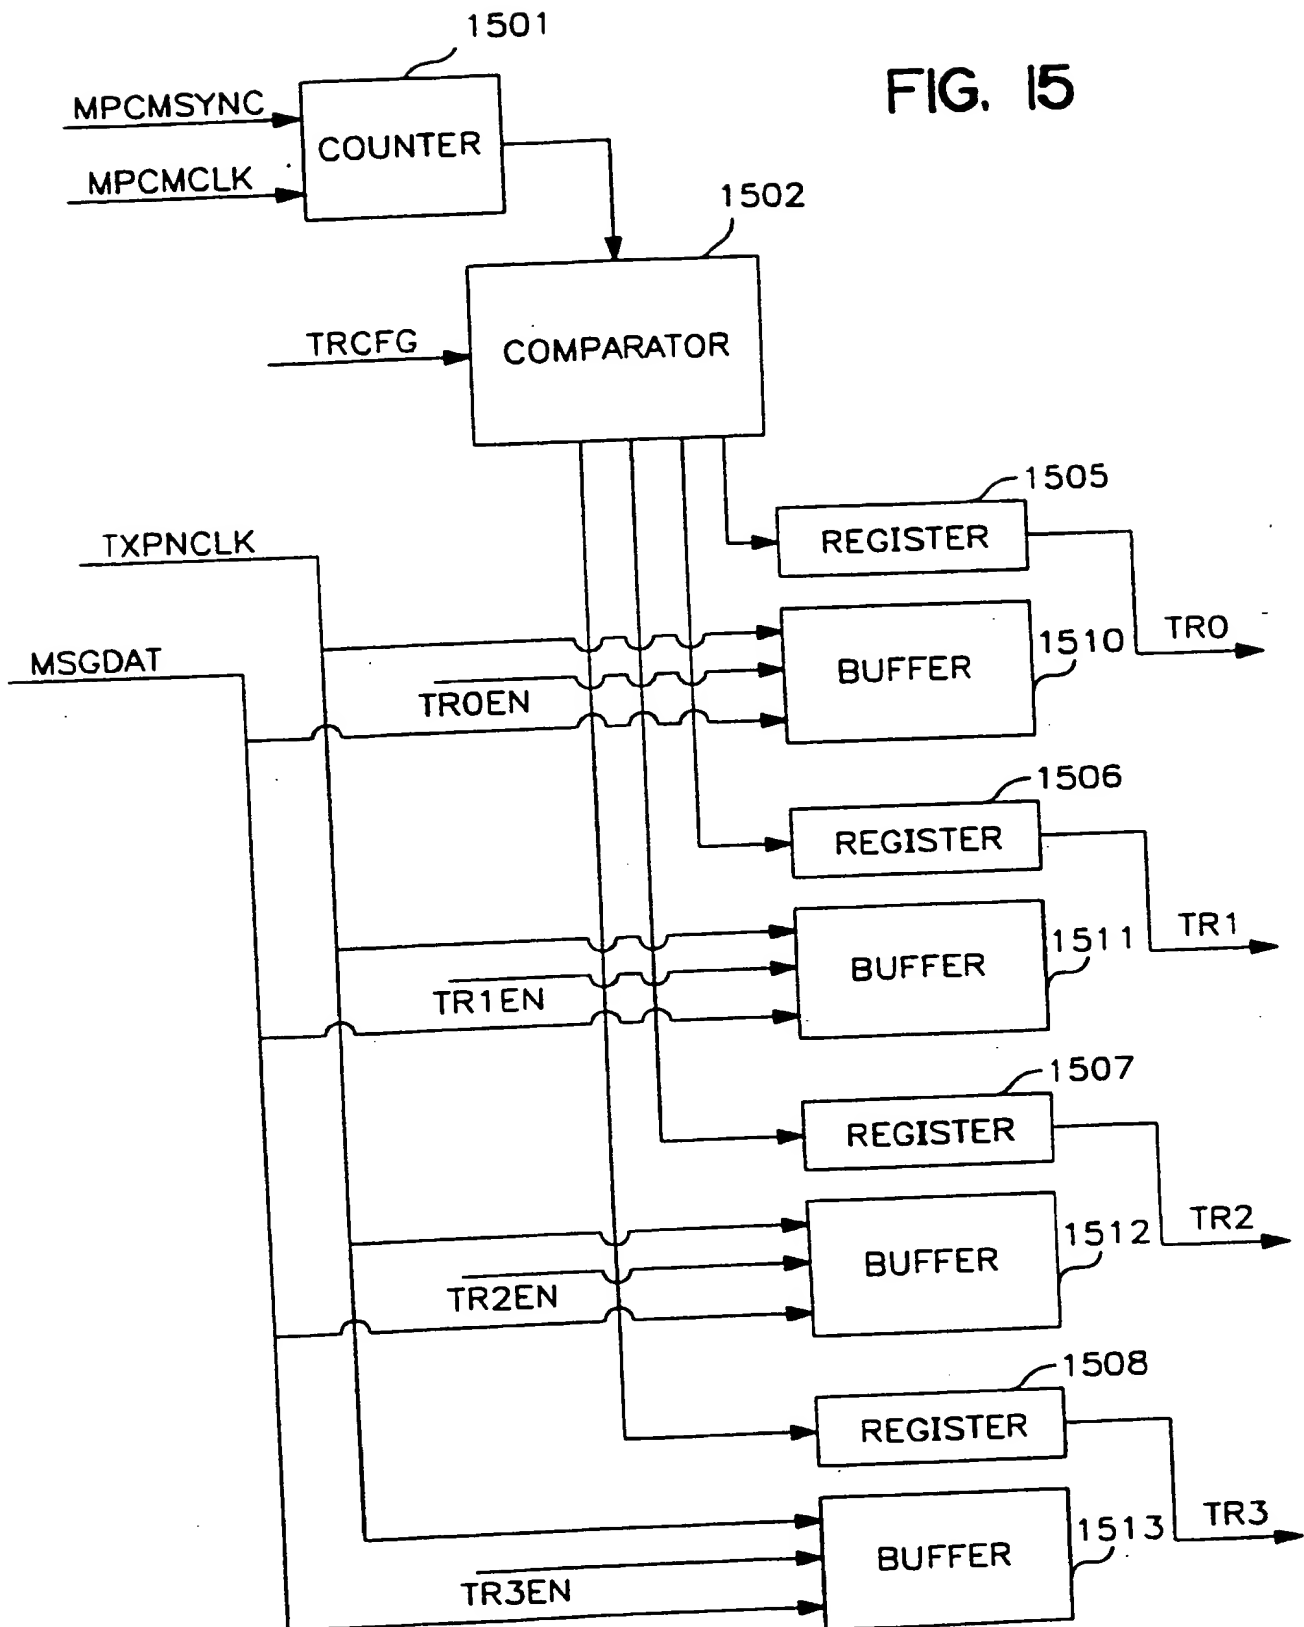 1501
FIG. 15
MPCMSYNC
COUNTER
MPCMCLK
1502
TRCFG
COMPARATOR
1505
REGISTER
TXPNCLK
TR0
1510
BUFFER
MSGDAT
TR0EN
1506
REGISTER
TR1
1511
BUFFER
TR1EN
1507
REGISTER
TR2
1512
BUFFER
TR2EN
1508
REGISTER
TR3
1513
BUFFER
TR3EN